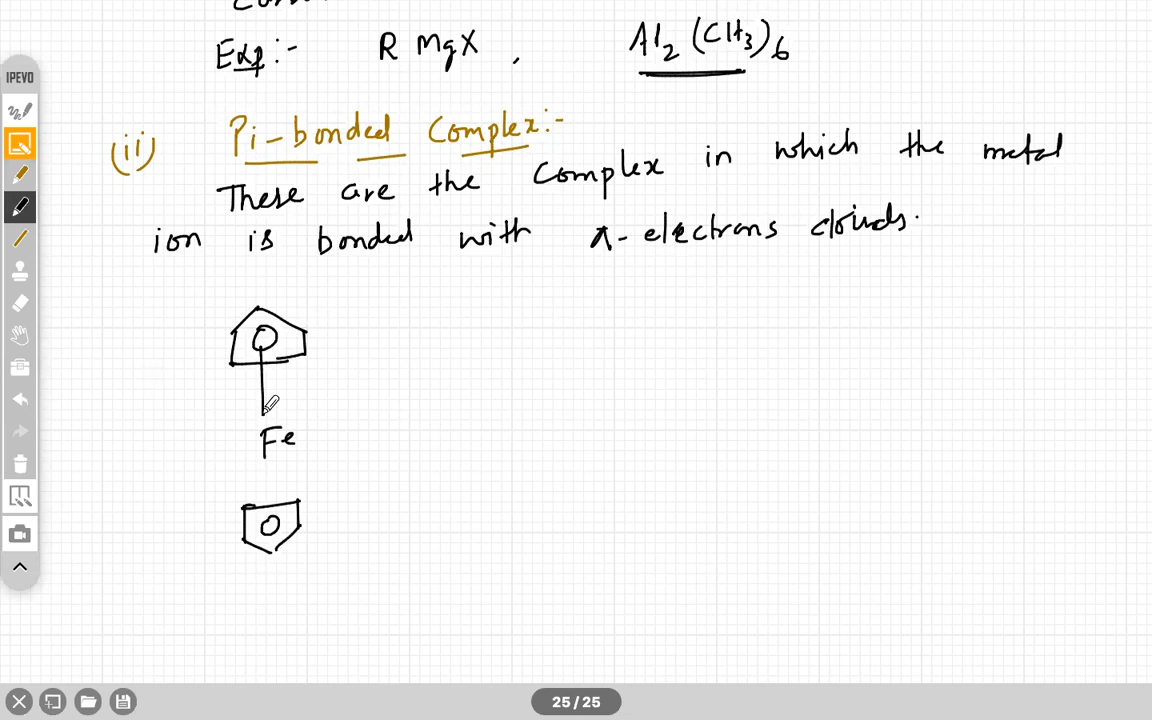 Exp:- R MgX , Al2(CH3)6
IPEVO
(ii) Pi-bonded Complex:-
These are the Complex in which the metal
ion is bonded with π-electrons clouds.
Fe
25/25